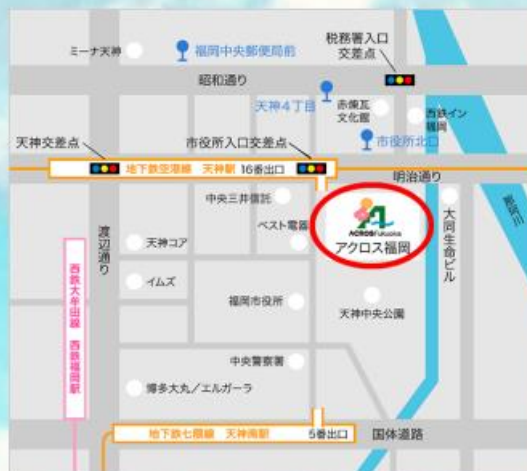 ミーナ天神
福岡中央郵便局前
税務署入口
交差点
昭和通り
天神4丁目
赤煉瓦
文化館
西鉄イン
福岡
市役所北口
天神交差点
市役所入口交差点
地下鉄空港線 天神駅 16番出口
明治通り
那珂川
中央三井信託
ベスト電器
ACROS Fukuoka
アクロス福岡
大同生命ビル
渡辺通り
天神コア
イムズ
西鉄大牟田線 西鉄福岡駅
福岡市役所
天神中央公園
中央警察署
博多大丸/エルガーラ
地下鉄七隈線 天神南駅 5番出口
国体道路